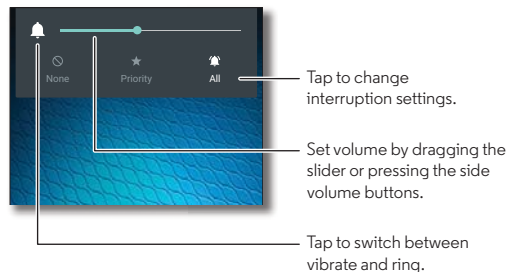 None
Priority
All
Tap to change
interruption settings.
Set volume by dragging the
slider or pressing the side
volume buttons.
Tap to switch between
vibrate and ring.